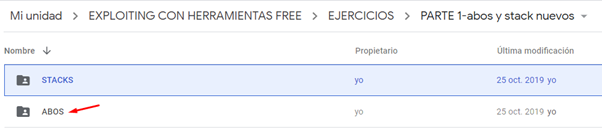 Mi unidad > EXPLOITING CON HERRAMIENTAS FREE > EJERCICIOS > PARTE 1-abos y stack nuevos
Nombre Propietario Última modificación
STACKS yo 25 oct. 2019 yo
ABOS yo 25 oct. 2019 yo